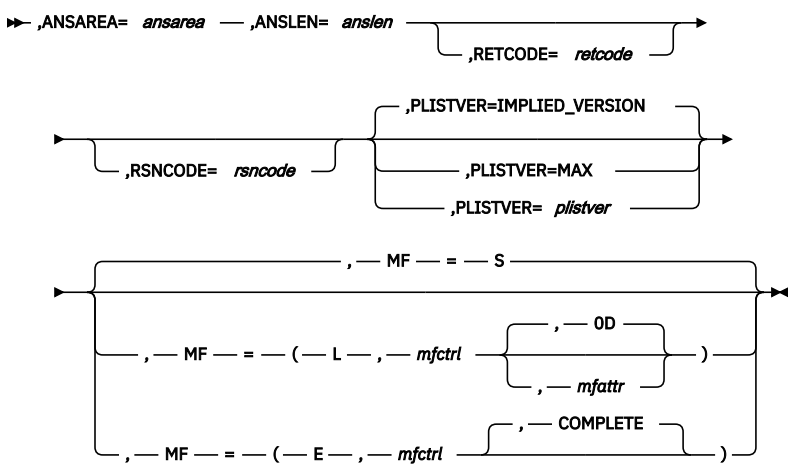 ,ANSAREA= ansarea ,ANSLEN= anslen
,RETCODE= retcode
,PLISTVER=IMPLIED_VERSION
,RSNCODE= rsncode ,PLISTVER=MAX
,PLISTVER= plistver
, MF = S
, 0D
, MF = ( L , mfctrl )
, mfattr
, COMPLETE
, MF = ( E , mfctrl )